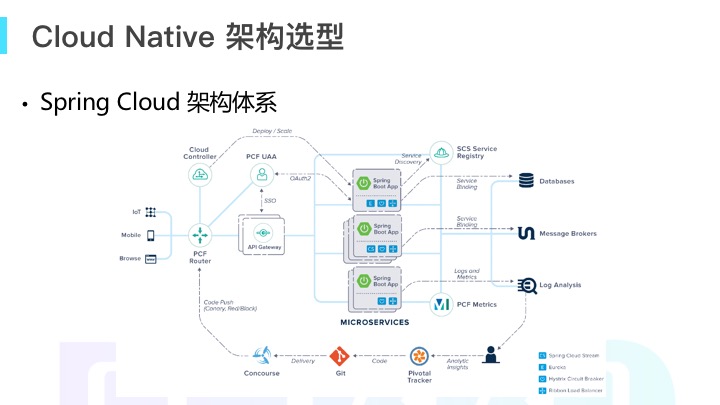 Cloud Native 架构选型
• Spring Cloud 架构体系
Deploy / Scale
Cloud
Controller
PCF UAA
Service
Discovery
SCS Service
Registry
OAuth2
Spring
Boot App
Service
Binding
Databases
SSO
IoT
Mobile
Browse
PCF
Router
API Gateway
Spring
Boot App
Service
Binding
Message Brokers
Spring
Boot App
Logs and
Metrics
Log Analysis
PCF Metrics
MICROSERVICES
Code Push
(Canary, Red/Black)
Concourse
Delivery
Git
Code
Pivotal
Tracker
Analytic
Insights
Spring Cloud Stream
Eureka
Hystrix Circuit Breaker
Ribbon Load Balancer